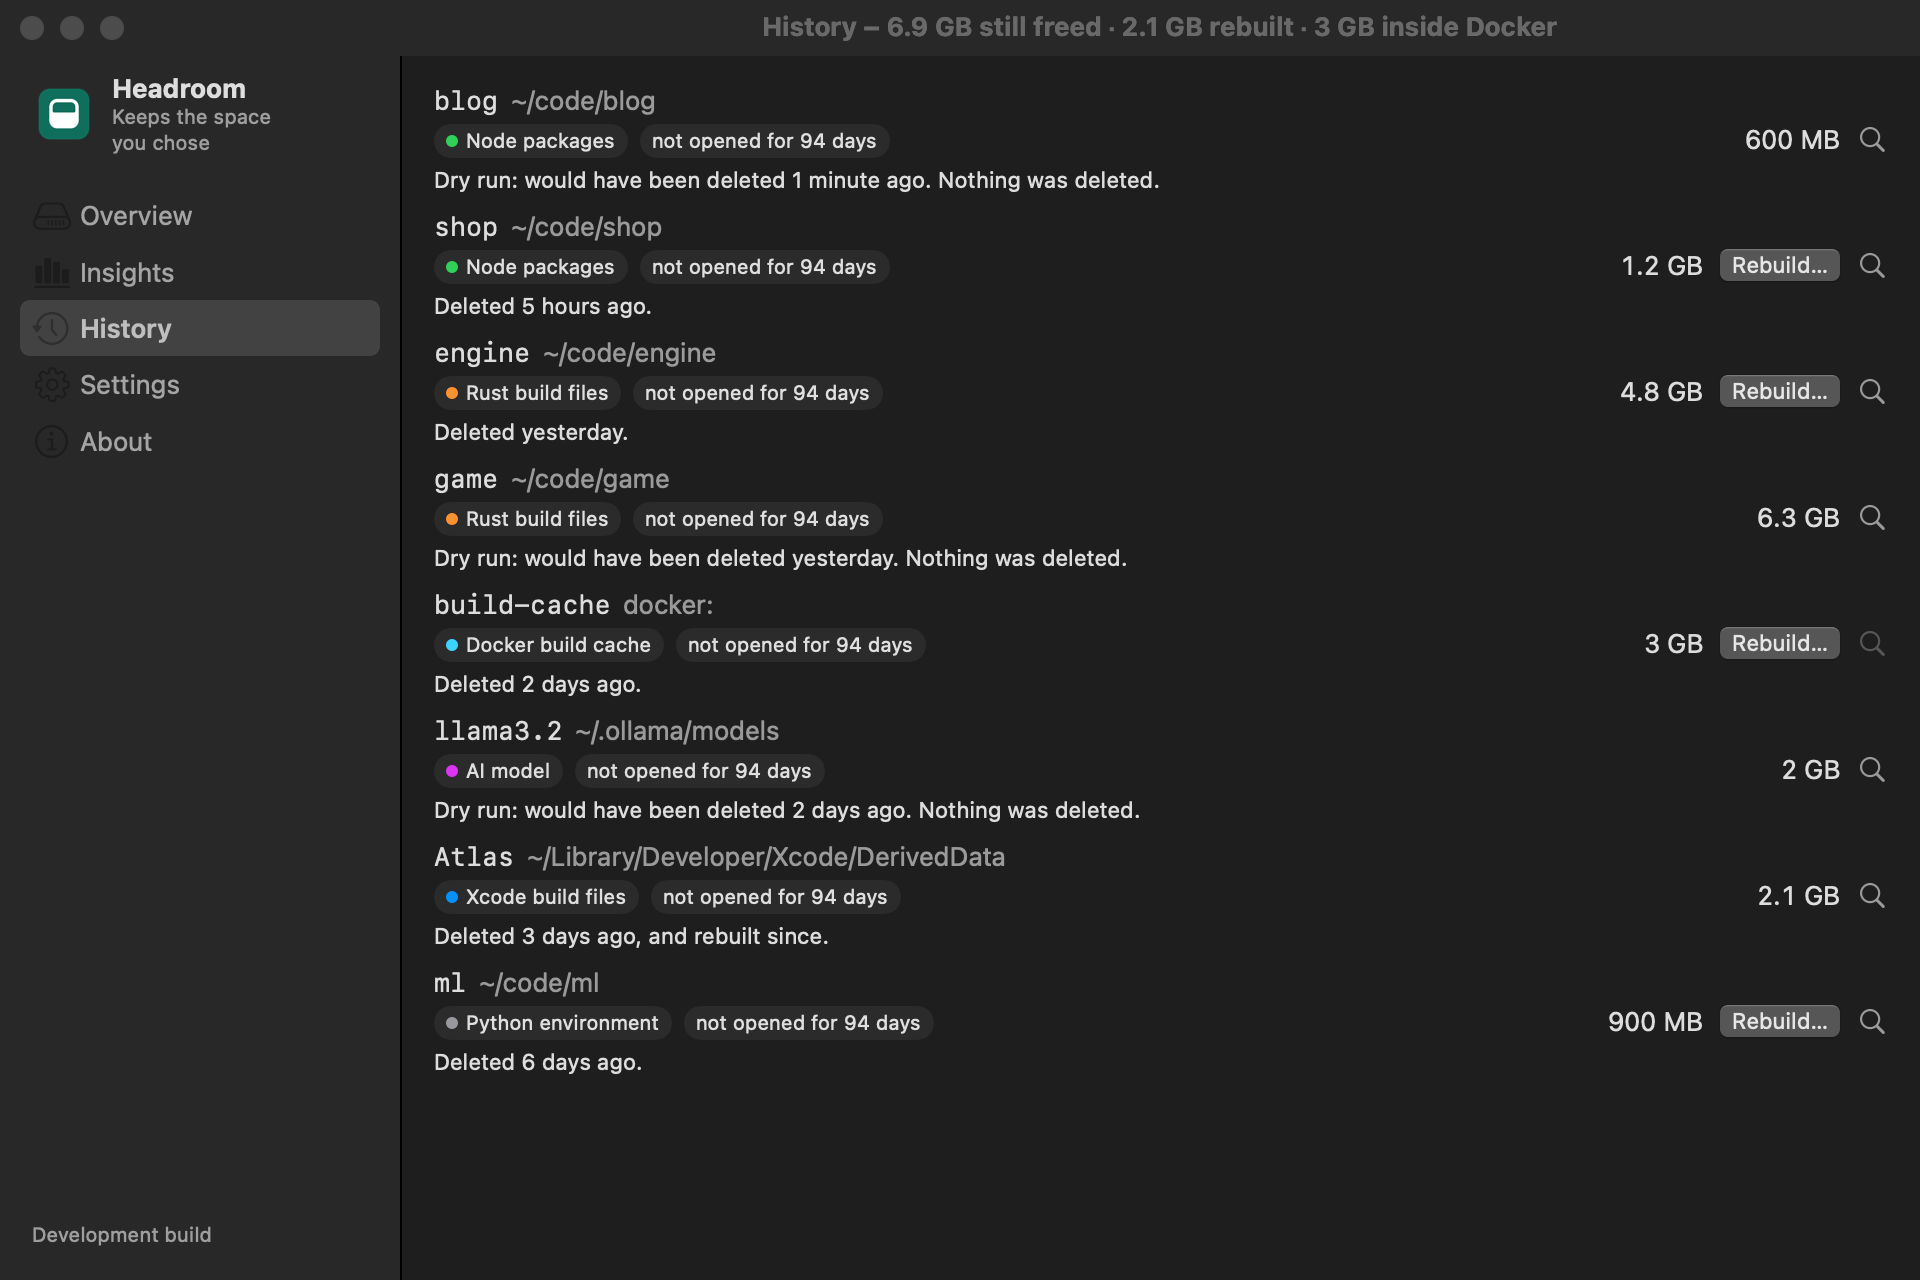 History – 6.9 GB still freed · 2.1 GB rebuilt · 3 GB inside Docker
Headroom
Keeps the space
you chose
Overview
Insights
History
Settings
About
Development build
blog ~/code/blog
Node packages not opened for 94 days
600 MB
Dry run: would have been deleted 1 minute ago. Nothing was deleted.
shop ~/code/shop
Node packages not opened for 94 days
1.2 GB Rebuild...
Deleted 5 hours ago.
engine ~/code/engine
Rust build files not opened for 94 days
4.8 GB Rebuild...
Deleted yesterday.
game ~/code/game
Rust build files not opened for 94 days
6.3 GB
Dry run: would have been deleted yesterday. Nothing was deleted.
build-cache docker:
Docker build cache not opened for 94 days
3 GB Rebuild...
Deleted 2 days ago.
llama3.2 ~/.ollama/models
AI model not opened for 94 days
2 GB
Dry run: would have been deleted 2 days ago. Nothing was deleted.
Atlas ~/Library/Developer/Xcode/DerivedData
Xcode build files not opened for 94 days
2.1 GB
Deleted 3 days ago, and rebuilt since.
ml ~/code/ml
Python environment not opened for 94 days
900 MB Rebuild...
Deleted 6 days ago.